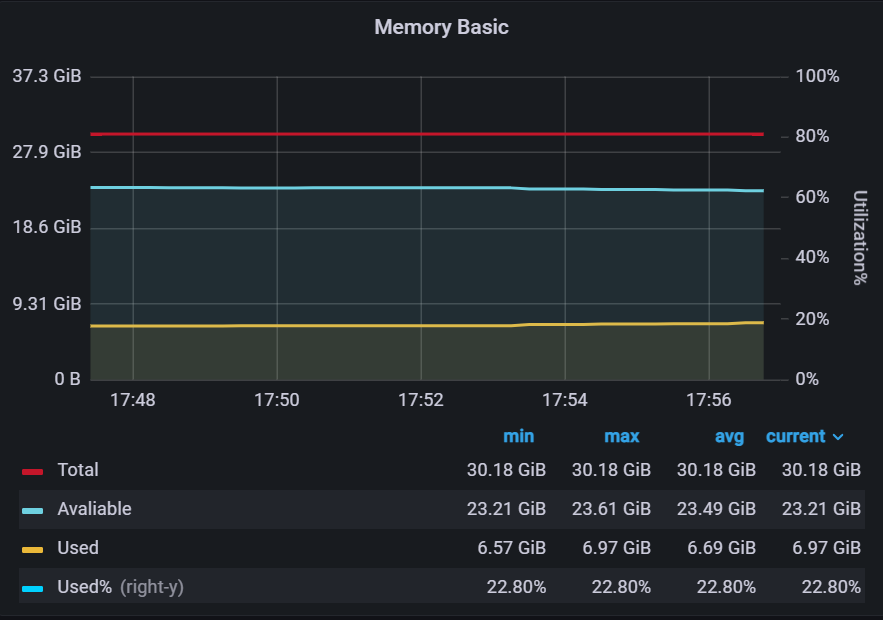 Memory Basic
37.3 GiB 100%
80%
27.9 GiB
60%
18.6 GiB
40%
9.31 GiB
20%
0 B 0%
Utilization%
17:48 17:50 17:52 17:54 17:56
min max avg current
Total 30.18 GiB 30.18 GiB 30.18 GiB 30.18 GiB
Avaliable 23.21 GiB 23.61 GiB 23.49 GiB 23.21 GiB
Used 6.57 GiB 6.97 GiB 6.69 GiB 6.97 GiB
Used% (right-y) 22.80% 22.80% 22.80% 22.80%